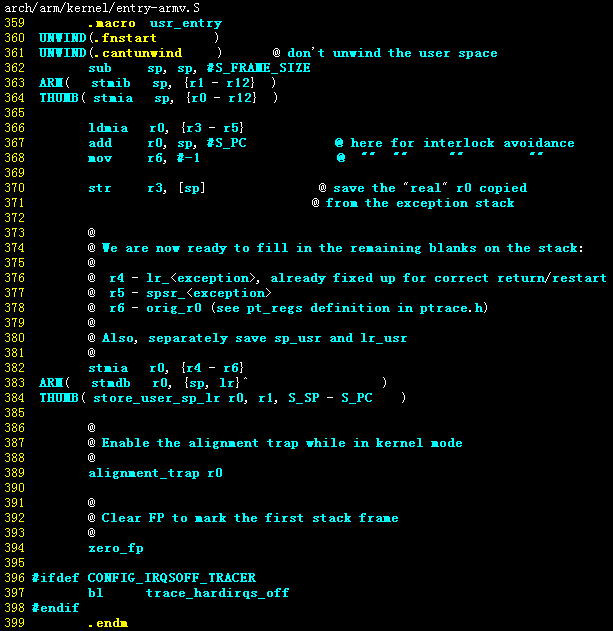 arch/arm/kernel/entry-armv.S
359 .macro usr_entry
360 UNWIND(.fnstart )
361 UNWIND(.cantunwind ) @ don't unwind the user space
362 sub sp, sp, #S_FRAME_SIZE
363 ARM( stmib sp, {r1 - r12} )
364 THUMB( stmia sp, {r0 - r12} )
365
366 ldmia r0, {r3 - r5}
367 add r0, sp, #S_PC @ here for interlock avoidance
368 mov r6, #-1 @ "" "" "" ""
369
370 str r3, [sp] @ save the "real" r0 copied
371 @ from the exception stack
372
373 @
374 @ We are now ready to fill in the remaining blanks on the stack:
375 @
376 @ r4 - lr_<exception>, already fixed up for correct return/restart
377 @ r5 - spsr_<exception>
378 @ r6 - orig_r0 (see pt_regs definition in ptrace.h)
379 @
380 @ Also, separately save sp_usr and lr_usr
381 @
382 stmia r0, {r4 - r6}
383 ARM( stmdb r0, {sp, lr}^ )
384 THUMB( store_user_sp_lr r0, r1, S_SP - S_PC )
385
386 @
387 @ Enable the alignment trap while in kernel mode
388 @
389 alignment_trap r0
390
391 @
392 @ Clear FP to mark the first stack frame
393 @
394 zero_fp
395
396 #ifdef CONFIG_IRQSOFF_TRACER
397 bl trace_hardirqs_off
398 #endif
399 .endm